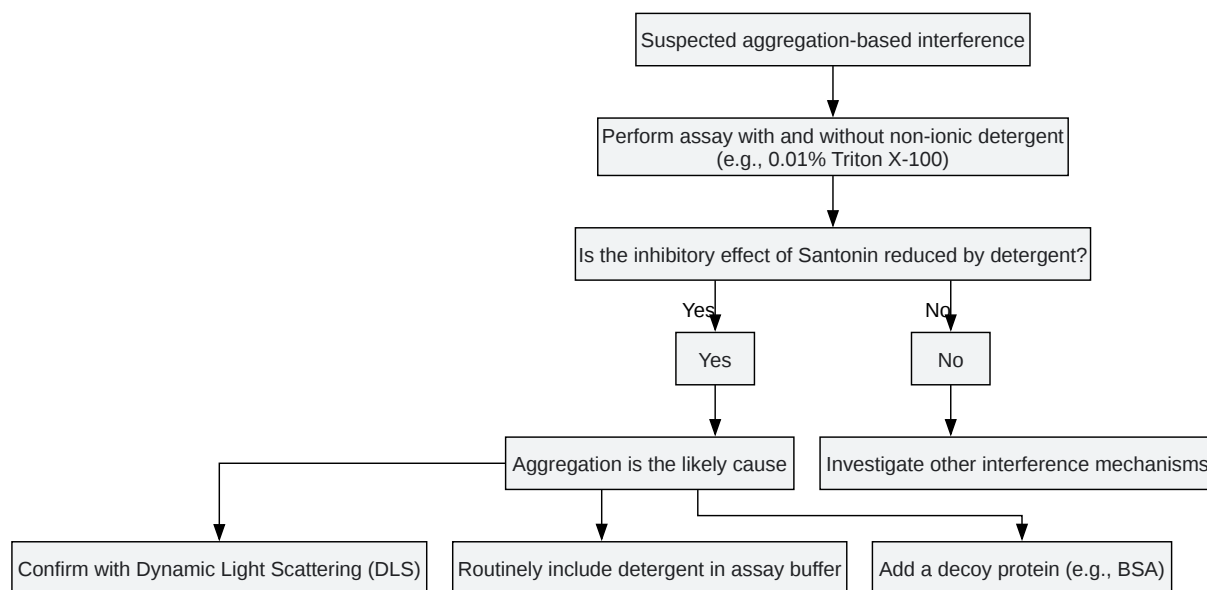 Suspected aggregation-based interference
Perform assay with and without non-ionic detergent
(e.g., 0.01% Triton X-100)
Is the inhibitory effect of Santonin reduced by detergent?
Yes
No
Yes
No
Aggregation is the likely cause
Investigate other interference mechanisms
Confirm with Dynamic Light Scattering (DLS)
Routinely include detergent in assay buffer
Add a decoy protein (e.g., BSA)